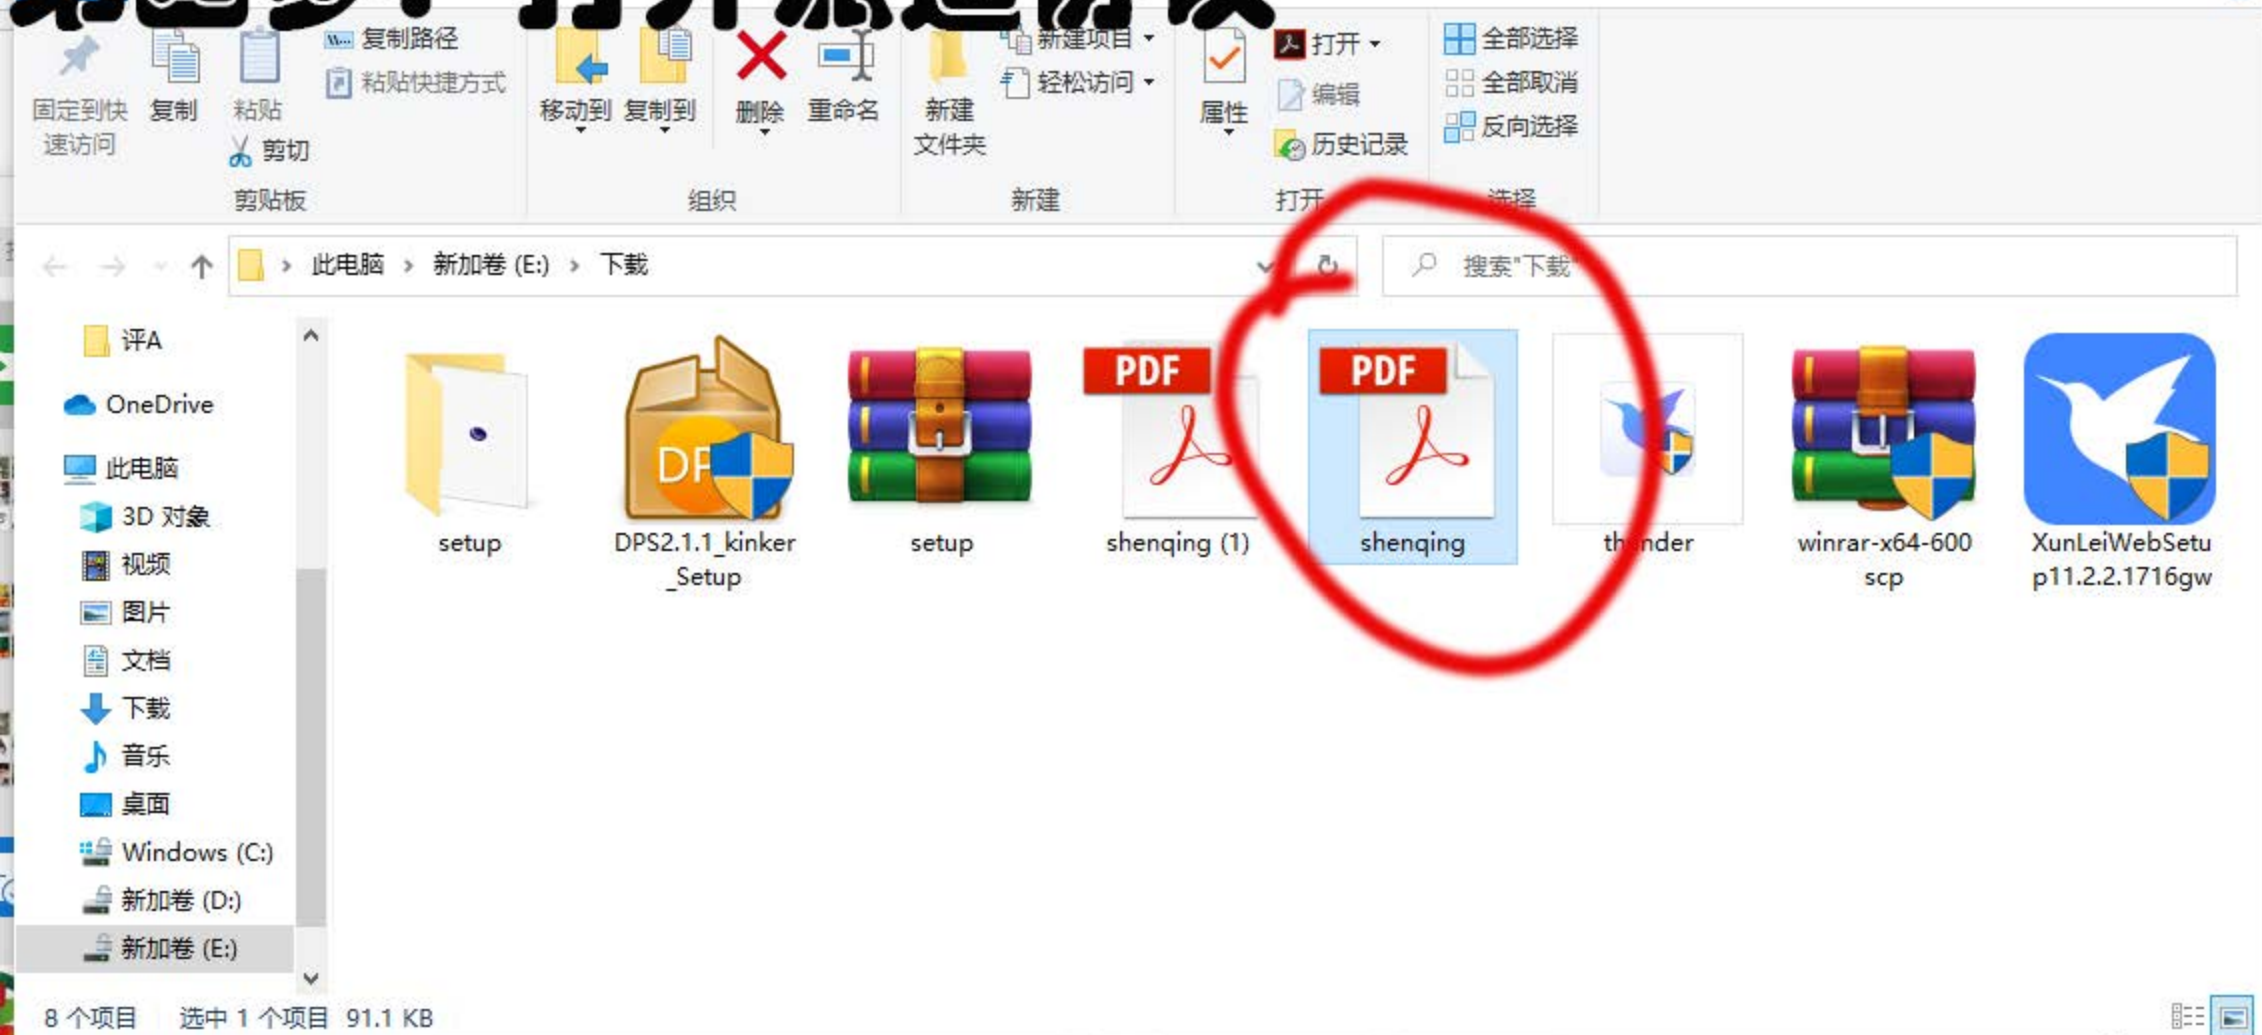 复制路径
粘贴快捷方式
固定到快
速访问
复制
粘贴
剪切
剪贴板
移动到
复制到
删除
重命名
组织
新建
文件夹
新建项目
轻松访问
新建
属性
打开
编辑
历史记录
打开
全部选择
全部取消
反向选择
选择
此电脑 › 新加卷 (E:) › 下载
搜索"下载"
评A
OneDrive
此电脑
3D 对象
视频
图片
文档
下载
音乐
桌面
Windows (C:)
新加卷 (D:)
新加卷 (E:)
setup
DPS2.1.1_kinker
_Setup
setup
PDF
shenqing (1)
PDF
shenqing
thunder
winrar-x64-600
scp
XunLeiWebSetu
p11.2.2.1716gw
8 个项目
选中 1 个项目 91.1 KB